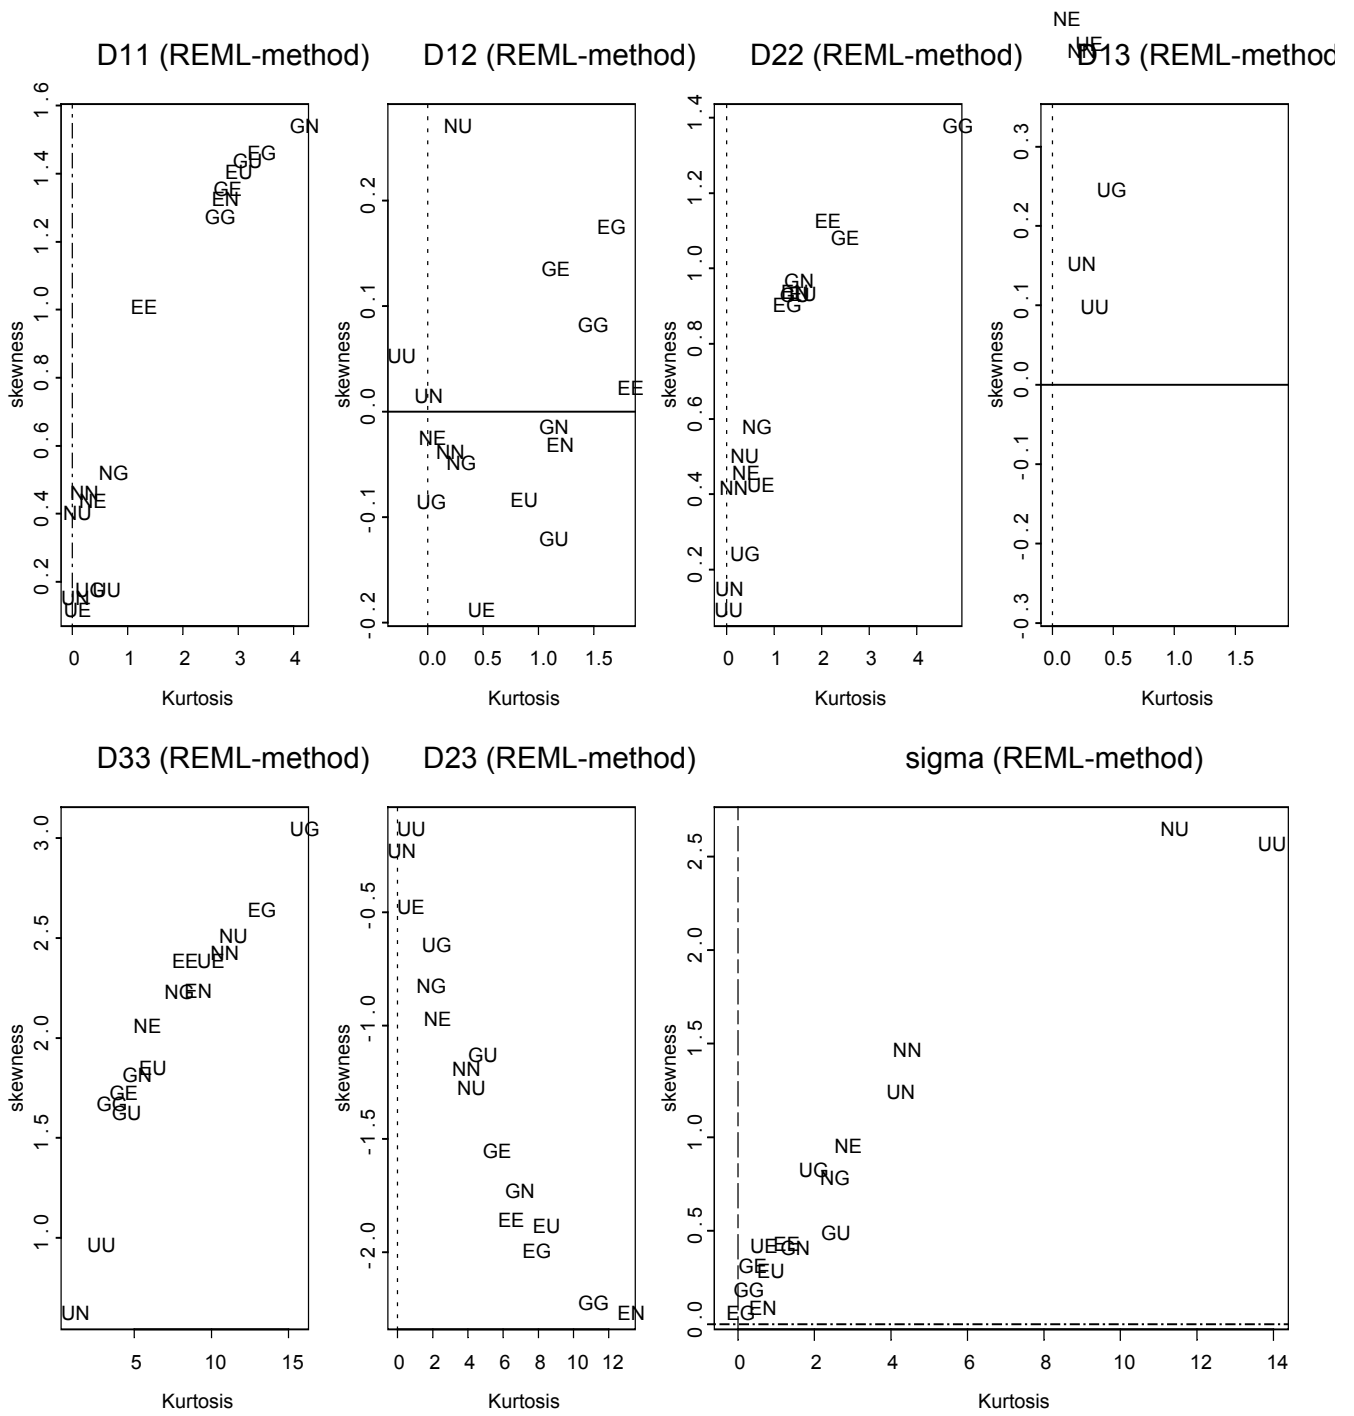 NE
UE
NN
D11 (REML-method)
D12 (REML-method)
D22 (REML-method)
D13 (REML-method
skewness
1.6
1.4
1.2
1.0
0.8
0.6
0.4
0.2
GN
EG
GU
EU
GE
EN
GG
EE
NG
NN
NE
NU
UG
UU
UN
UE
0
1
2
3
4
Kurtosis
skewness
0.2
0.1
0.0
-0.1
-0.2
NU
EG
GE
GG
UU
EE
UN
GN
NE
EN
NN
NG
UG
EU
GU
UE
0.0
0.5
1.0
1.5
Kurtosis
skewness
1.4
1.2
1.0
0.8
0.6
0.4
0.2
GG
EE
GE
GN
EN
GU
EU
EG
NG
NU
NE
NN
UE
UG
UN
UU
0
1
2
3
4
Kurtosis
skewness
0.3
0.2
0.1
0.0
-0.1
-0.2
-0.3
UG
UN
UU
0.0
0.5
1.0
1.5
Kurtosis
D33 (REML-method)
D23 (REML-method)
sigma (REML-method)
skewness
3.0
2.5
2.0
1.5
1.0
UG
EG
NU
NN
EE
UE
NG
EN
NE
EU
GN
GE
GG
GU
UU
UN
5
10
15
Kurtosis
skewness
-0.5
-1.0
-1.5
-2.0
UU
UN
UE
UG
NG
NE
GU
NN
NU
GE
GN
EE
EU
EG
GG
EN
0
2
4
6
8
10
12
Kurtosis
skewness
2.5
2.0
1.5
1.0
0.5
0.0
NU
UU
NN
UN
NE
UG
NG
GU
UE
EE
GN
GE
EU
GG
EN
EG
0
2
4
6
8
10
12
14
Kurtosis